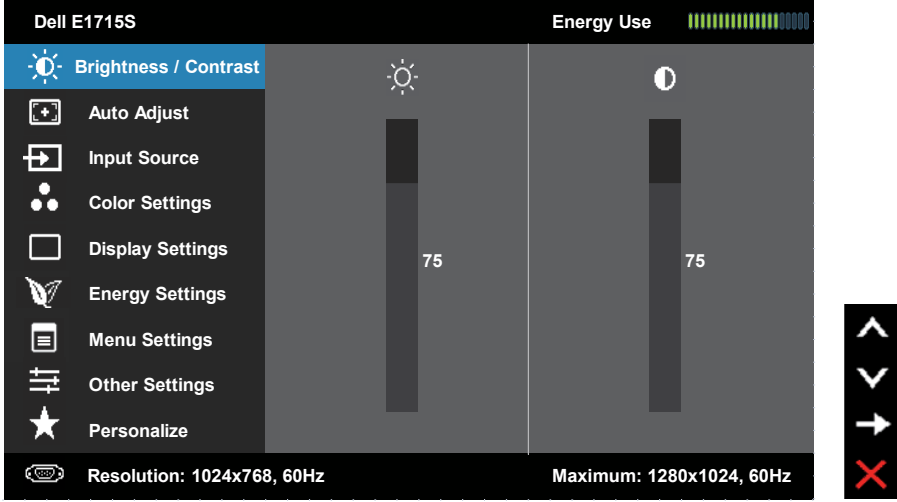 Dell E1715S Energy Use
Brightness / Contrast
Auto Adjust
Input Source
Color Settings
Display Settings
75 75
Energy Settings
Menu Settings
Other Settings
Personalize
Resolution: 1024x768, 60Hz Maximum: 1280x1024, 60Hz